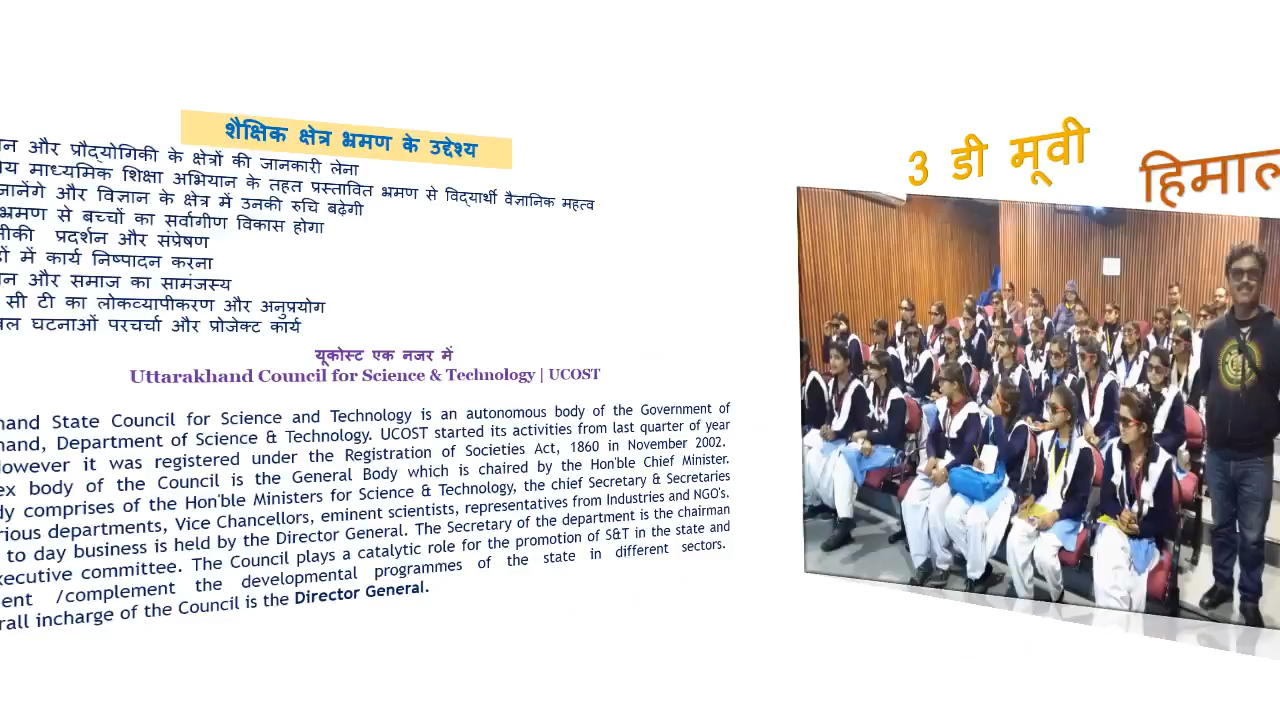 शैक्षिक क्षेत्र भ्रमण के उद्देश्य
और प्रौद्योगिकी के क्षेत्रों की जानकारी लेना
माध्यमिक शिक्षा अभियान के तहत प्रस्तावित भ्रमण से विद्यार्थी वैज्ञानिक महत्व
जानेंगे और विज्ञान के क्षेत्र में उनकी रुचि बढ़ेगी
भ्रमण से बच्चों का सर्वांगीण विकास होगा
प्रदर्शन और संप्रेषण
में कार्य निष्पादन करना
और समाज का सामंजस्य
सी टी का लोकव्यापीकरण और अनुप्रयोग
घटनाओं परचर्चा और प्रोजेक्ट कार्य
यूकोस्ट एक नजर में
Uttarakhand Council for Science & Technology | UCOST
State Council for Science and Technology is an autonomous body of the Government of
Department of Science & Technology. UCOST started its activities from last quarter of year
However it was registered under the Registration of Societies Act, 1860 in November 2002.
body of the Council is the General Body which is chaired by the Hon'ble Chief Minister.
comprises of the Hon'ble Ministers for Science & Technology, the chief Secretary & Secretaries
departments, Vice Chancellors, eminent scientists, representatives from Industries and NGO's.
to day business is held by the Director General. The Secretary of the department is the chairman
committee. The Council plays a catalytic role for the promotion of S&T in the state and
/complement the developmental programmes of the state in different sectors.
incharge of the Council is the Director General.
3 डी मूवी